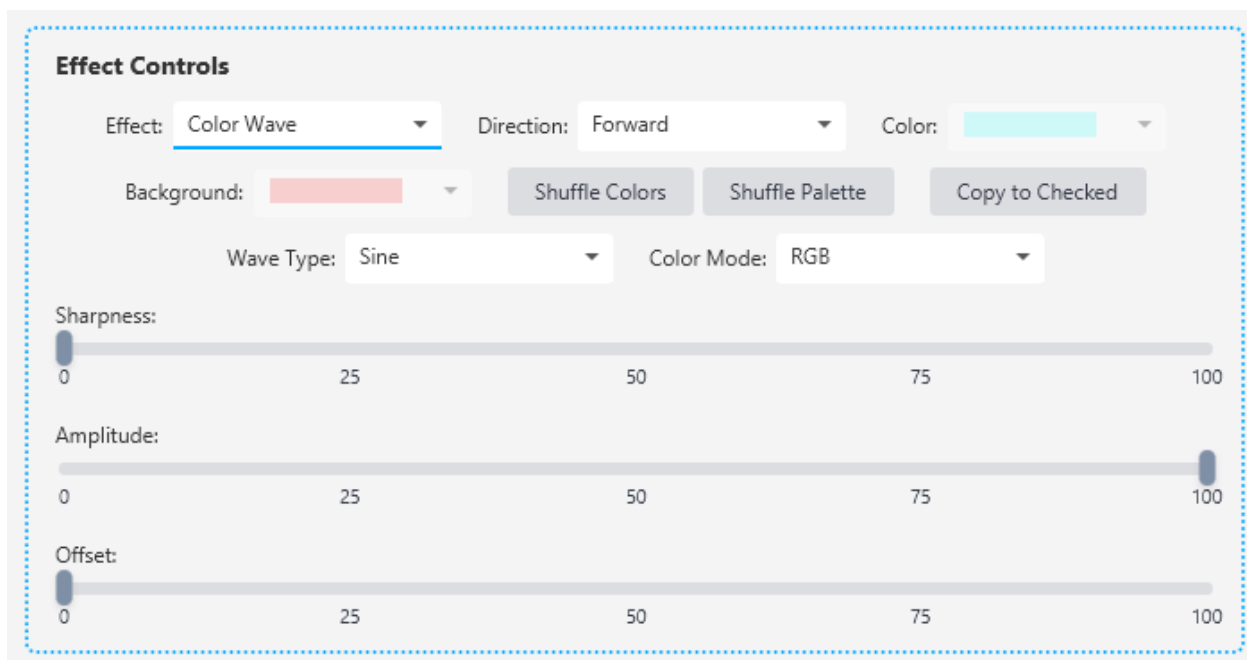 Effect Controls
Effect: Color Wave Direction: Forward Color:
Background: Shuffle Colors Shuffle Palette Copy to Checked
Wave Type: Sine Color Mode: RGB
Sharpness:
0 25 50 75 100
Amplitude:
0 25 50 75 100
Offset:
0 25 50 75 100